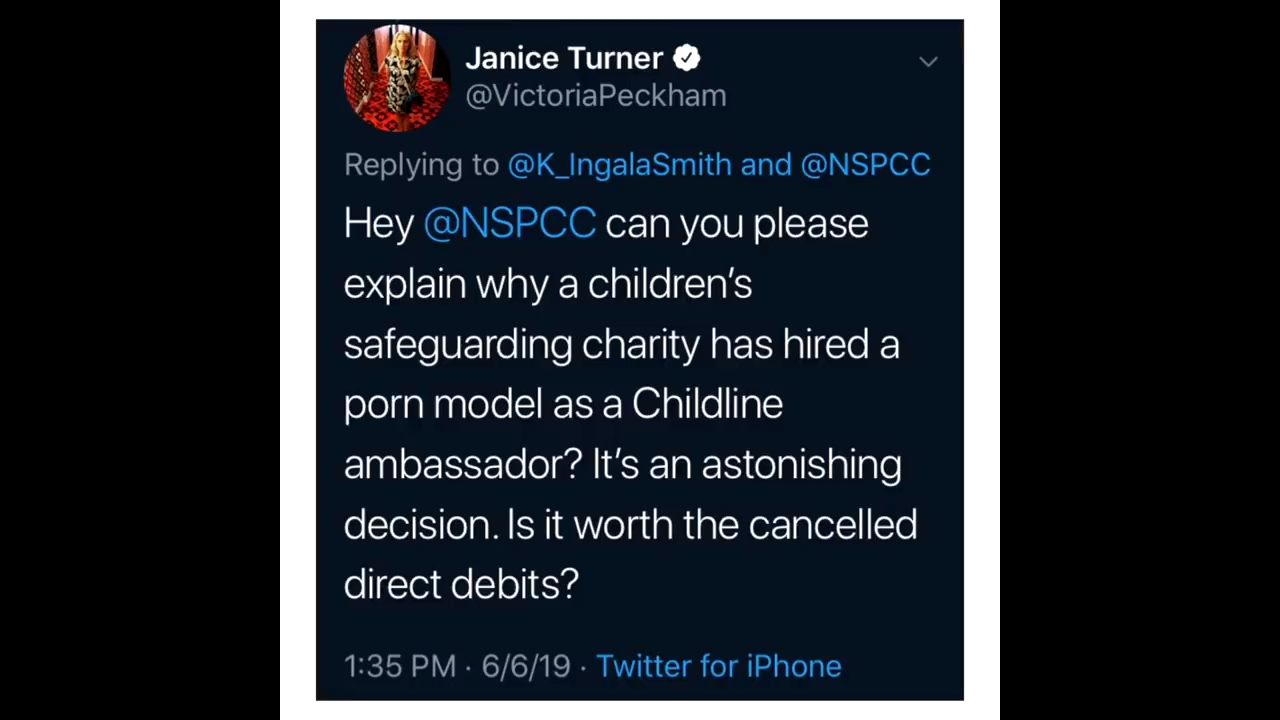 Janice Turner
@VictoriaPeckham
Replying to @K_IngalaSmith and @NSPCC
Hey @NSPCC can you please
explain why a children’s
safeguarding charity has hired a
porn model as a Childline
ambassador? It’s an astonishing
decision. Is it worth the cancelled
direct debits?
1:35 PM · 6/6/19 · Twitter for iPhone